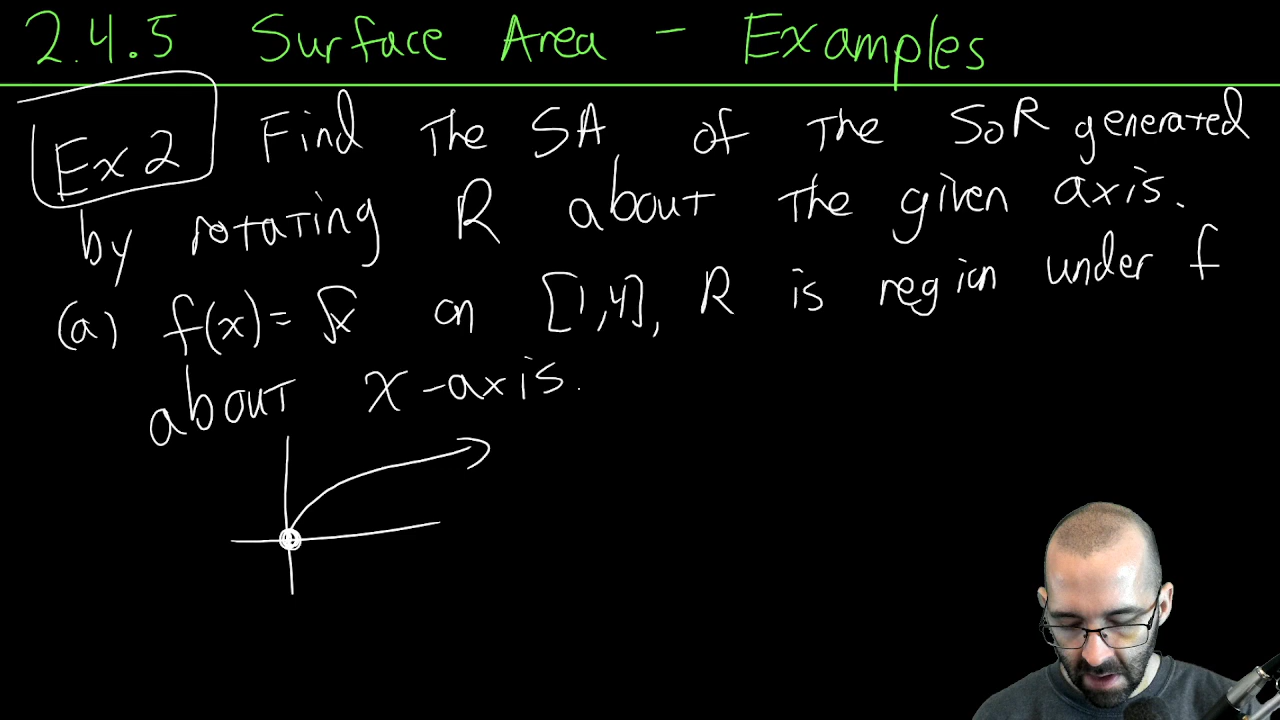 2.4.5 Surface Area - Examples
Ex 2 Find the SA of the SoR generated
by rotating R about the given axis.
(a) f(x) = √x on [1,4], R is region under f
about x-axis.